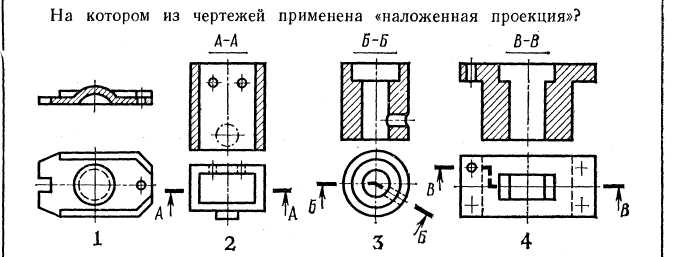 На котором из чертежей применена «наложенная проекция»?
А-А
Б-Б
В-В
А
А
Б
Б
В
В
1
2
3
4